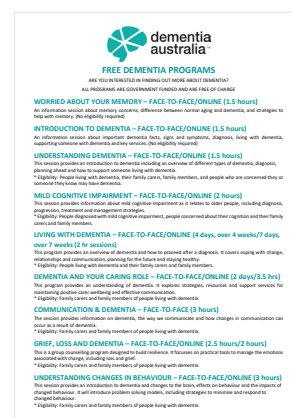 dementia
australia™
FREE DEMENTIA PROGRAMS
ARE YOU INTERESTED IN FINDING OUT MORE ABOUT DEMENTIA?
ALL PROGRAMS ARE GOVERNMENT FUNDED AND ARE FREE OF CHARGE
WORRIED ABOUT YOUR MEMORY – FACE-TO-FACE/ONLINE (1.5 hours)
An information session about memory concerns, difference between normal aging and dementia, and strategies to
help with memory. (No eligibility required)
INTRODUCTION TO DEMENTIA – FACE-TO-FACE/ONLINE (1.5 hours)
An information session about important dementia facts, signs and symptoms, diagnosis, living with dementia,
supporting someone with dementia and key services. (No eligibility required)
UNDERSTANDING DEMENTIA – FACE-TO-FACE/ONLINE (1.5 hours)
This session provides an introduction to dementia including an overview of different types of dementia, diagnosis,
planning ahead and how to support someone living with dementia.
* Eligibility: People living with dementia, their family carers, family members, and people who are concerned they or
someone they know may have dementia.
MILD COGNITIVE IMPAIRMENT – FACE-TO-FACE/ONLINE (2 hours)
This session provides information about mild cognitive impairment as it relates to older people, including diagnosis,
progression, treatment and management strategies.
* Eligibility: People diagnosed with mild cognitive impairment, people concerned about their cognition and their family
carers and family members.
LIVING WITH DEMENTIA – FACE-TO-FACE/ONLINE (4 days, over 4 weeks/7 days,
over 7 weeks (2 hr sessions)
This program provides an overview of dementia and how to proceed after a diagnosis. It covers coping with change,
relationships and communication, planning for the future and staying healthy.
* Eligibility: People living with dementia and their family carers and family members.
DEMENTIA AND YOUR CARING ROLE – FACE-TO-FACE/ONLINE (2 days/3.5 hrs)
This program provides an understanding of dementia. It explores strategies, resources and support services for
maintaining positive carer wellbeing and effective communication.
* Eligibility: Family carers and family members of people living with dementia.
COMMUNICATION & DEMENTIA – FACE-TO-FACE (3 hours)
The session provides information on dementia, the way we communicate and how changes in communication can
occur as a result of dementia.
* Eligibility: Family carers and family members of people living with dementia.
GRIEF, LOSS AND DEMENTIA – FACE-TO-FACE/ONLINE (2.5 hours/2 hours)
This is a group counselling program designed to build resilience. It focusses on practical tools to manage the emotions
associated with change, including loss and grief.
* Eligibility: Family carers and family members of people living with dementia.
UNDERSTANDING CHANGES IN BEHAVIOUR – FACE-TO-FACE/ONLINE (3 hours)
This session provides an introduction to dementia and changes to the brain, effects on behaviour and the impacts of
changed behaviour. It will introduce problem solving models, including strategies to minimise and respond to
changed behaviour.
* Eligibility: Family carers and family members of people living with dementia.